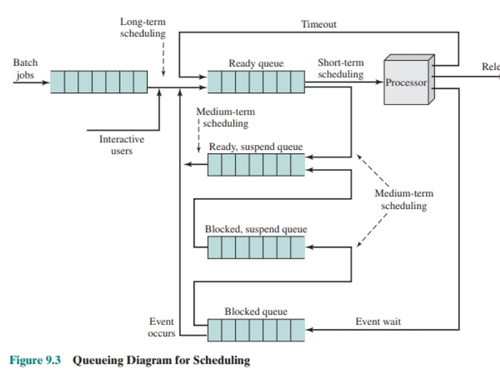 Long-term
scheduling
Timeout
Batch
jobs
Ready queue
Short-term
scheduling
Processor
Rele
Medium-term
scheduling
Interactive
users
Ready, suspend queue
Medium-term
scheduling
Blocked, suspend queue
Blocked queue
Event
occurs
Event wait
Figure 9.3 Queueing Diagram for Scheduling